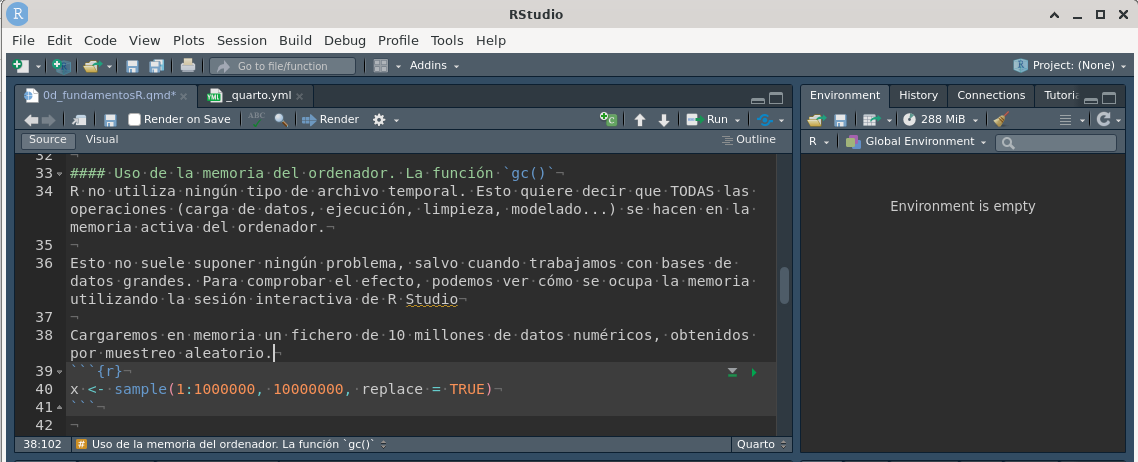 RStudio
File Edit Code View Plots Session Build Debug Profile Tools Help
Go to file/function Addins Project: (None)
0d_fundamentosR.qmd* _quarto.yml
Render on Save ABC Render Run
Source Visual Outline
32
33 #### Uso de la memoria del ordenador. La función `gc()`
34 R no utiliza ningún tipo de archivo temporal. Esto quiere decir que TODAS las
operaciones (carga de datos, ejecución, limpieza, modelado...) se hacen en la
memoria activa del ordenador.
35
36 Esto no suele suponer ningún problema, salvo cuando trabajamos con bases de
datos grandes. Para comprobar el efecto, podemos ver cómo se ocupa la memoria
utilizando la sesión interactiva de R Studio
37
38 Cargaremos en memoria un fichero de 10 millones de datos numéricos, obtenidos
por muestreo aleatorio.
39 ```{r}
40 x <- sample(1:1000000, 10000000, replace = TRUE)
41 ```
42
38:102 # Uso de la memoria del ordenador. La función `gc()` Quarto
Environment History Connections Tutoria
288 MiB
R Global Environment
Environment is empty